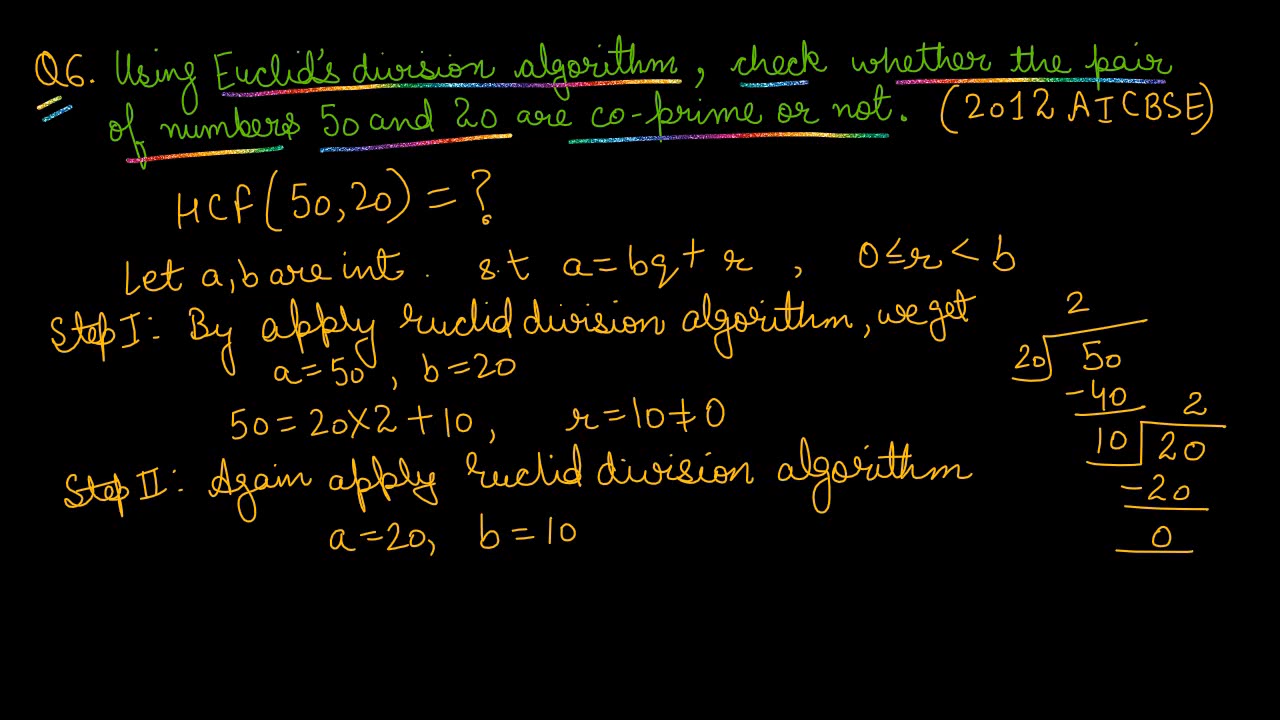 Q6. Using Euclid's division algorithm, check whether the pair
of numbers 50 and 20 are co-prime or not. (2012 AICBSE)
HCF(50,20) = ?
Let a, b are int. s.t a = bq + r , 0 ≤ r < b
Step I: By apply euclid division algorithm, we get
a = 50 , b = 20
50 = 20×2 + 10 , r = 10 ≠ 0
Step II: Again apply euclid division algorithm
a = 20, b = 10
2
20 50
-40 2
10 20
-20
0